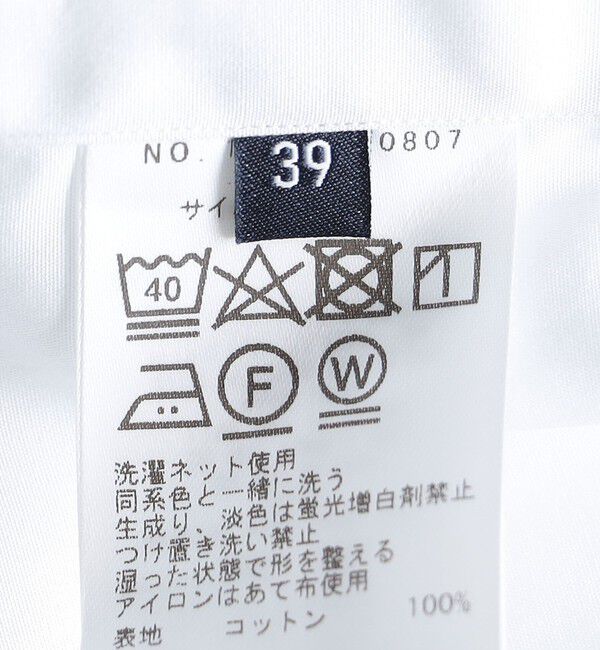 NO. 0807
39
サイ
40
F
W
洗濯ネット使用
同系色と一緒に洗う
生成り、淡色は蛍光増白剤禁止
つけ置き洗い禁止
湿った状態で形を整える
アイロンはあて布使用
表地 コットン 100%